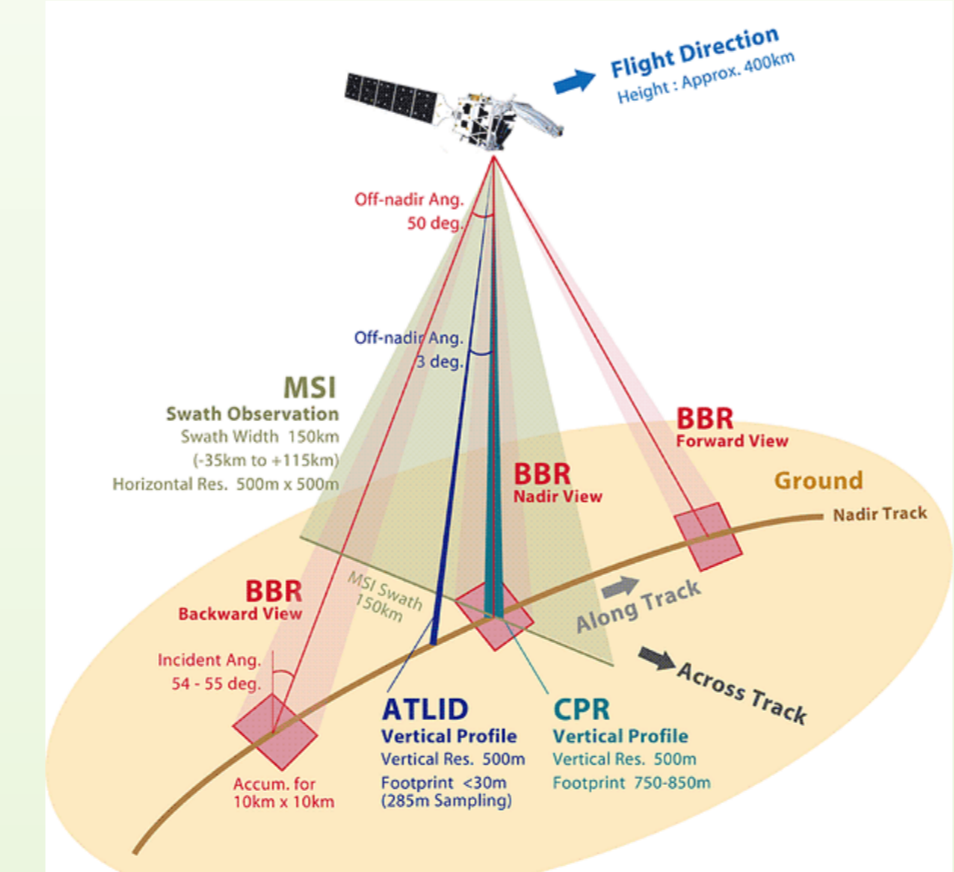 Flight Direction
Height : Approx. 400km
Off-nadir Ang.
50 deg.
Off-nadir Ang.
3 deg.
MSI
Swath Observation
Swath Width 150km
(-35km to +115km)
Horizontal Res. 500m x 500m
BBR
Forward View
BBR
Nadir View
Ground
Nadir Track
MSI Swath
150km
BBR
Backward View
Along Track
Incident Ang.
54 - 55 deg.
Across Track
ATLID
Vertical Profile
Vertical Res. 500m
Footprint <30m
(285m Sampling)
CPR
Vertical Profile
Vertical Res. 500m
Footprint 750-850m
Accum. for
10km x 10km